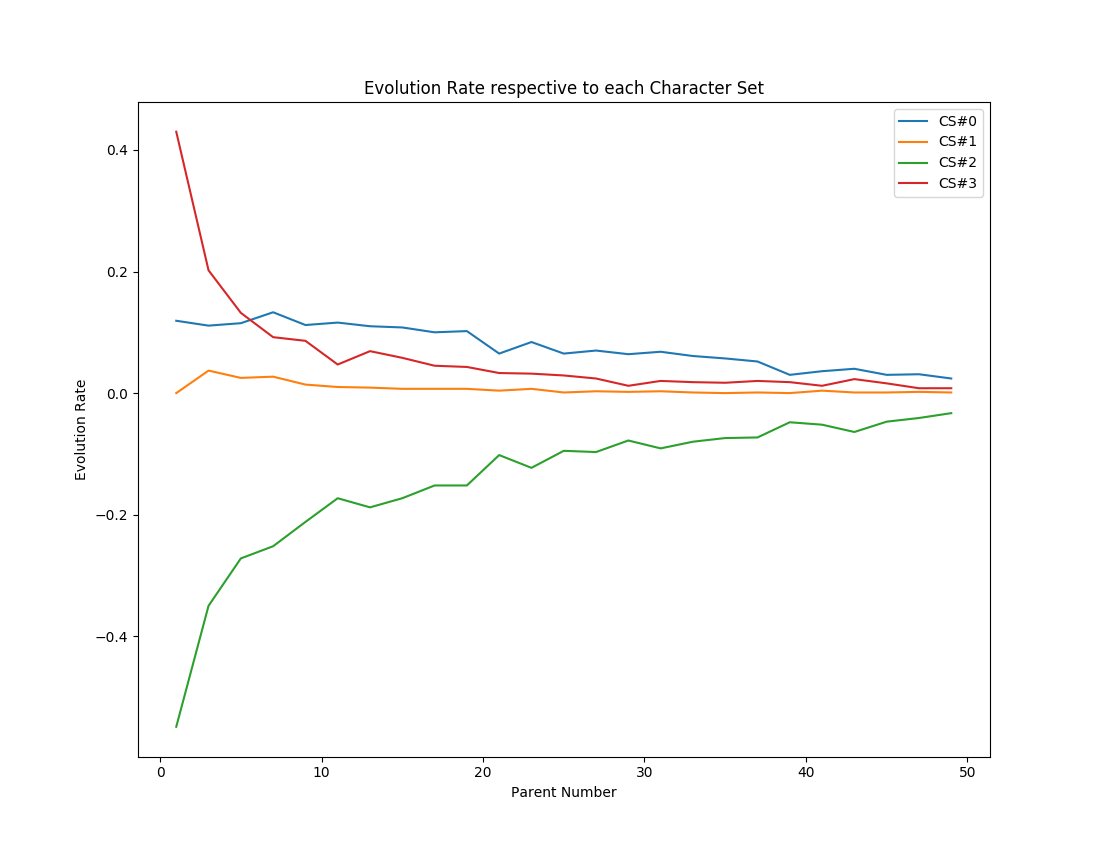 Evolution Rate respective to each Character Set
CS#0
CS#1
CS#2
CS#3
0.4
0.2
0.0
−0.2
−0.4
Evolution Rate
0 10 20 30 40 50
Parent Number